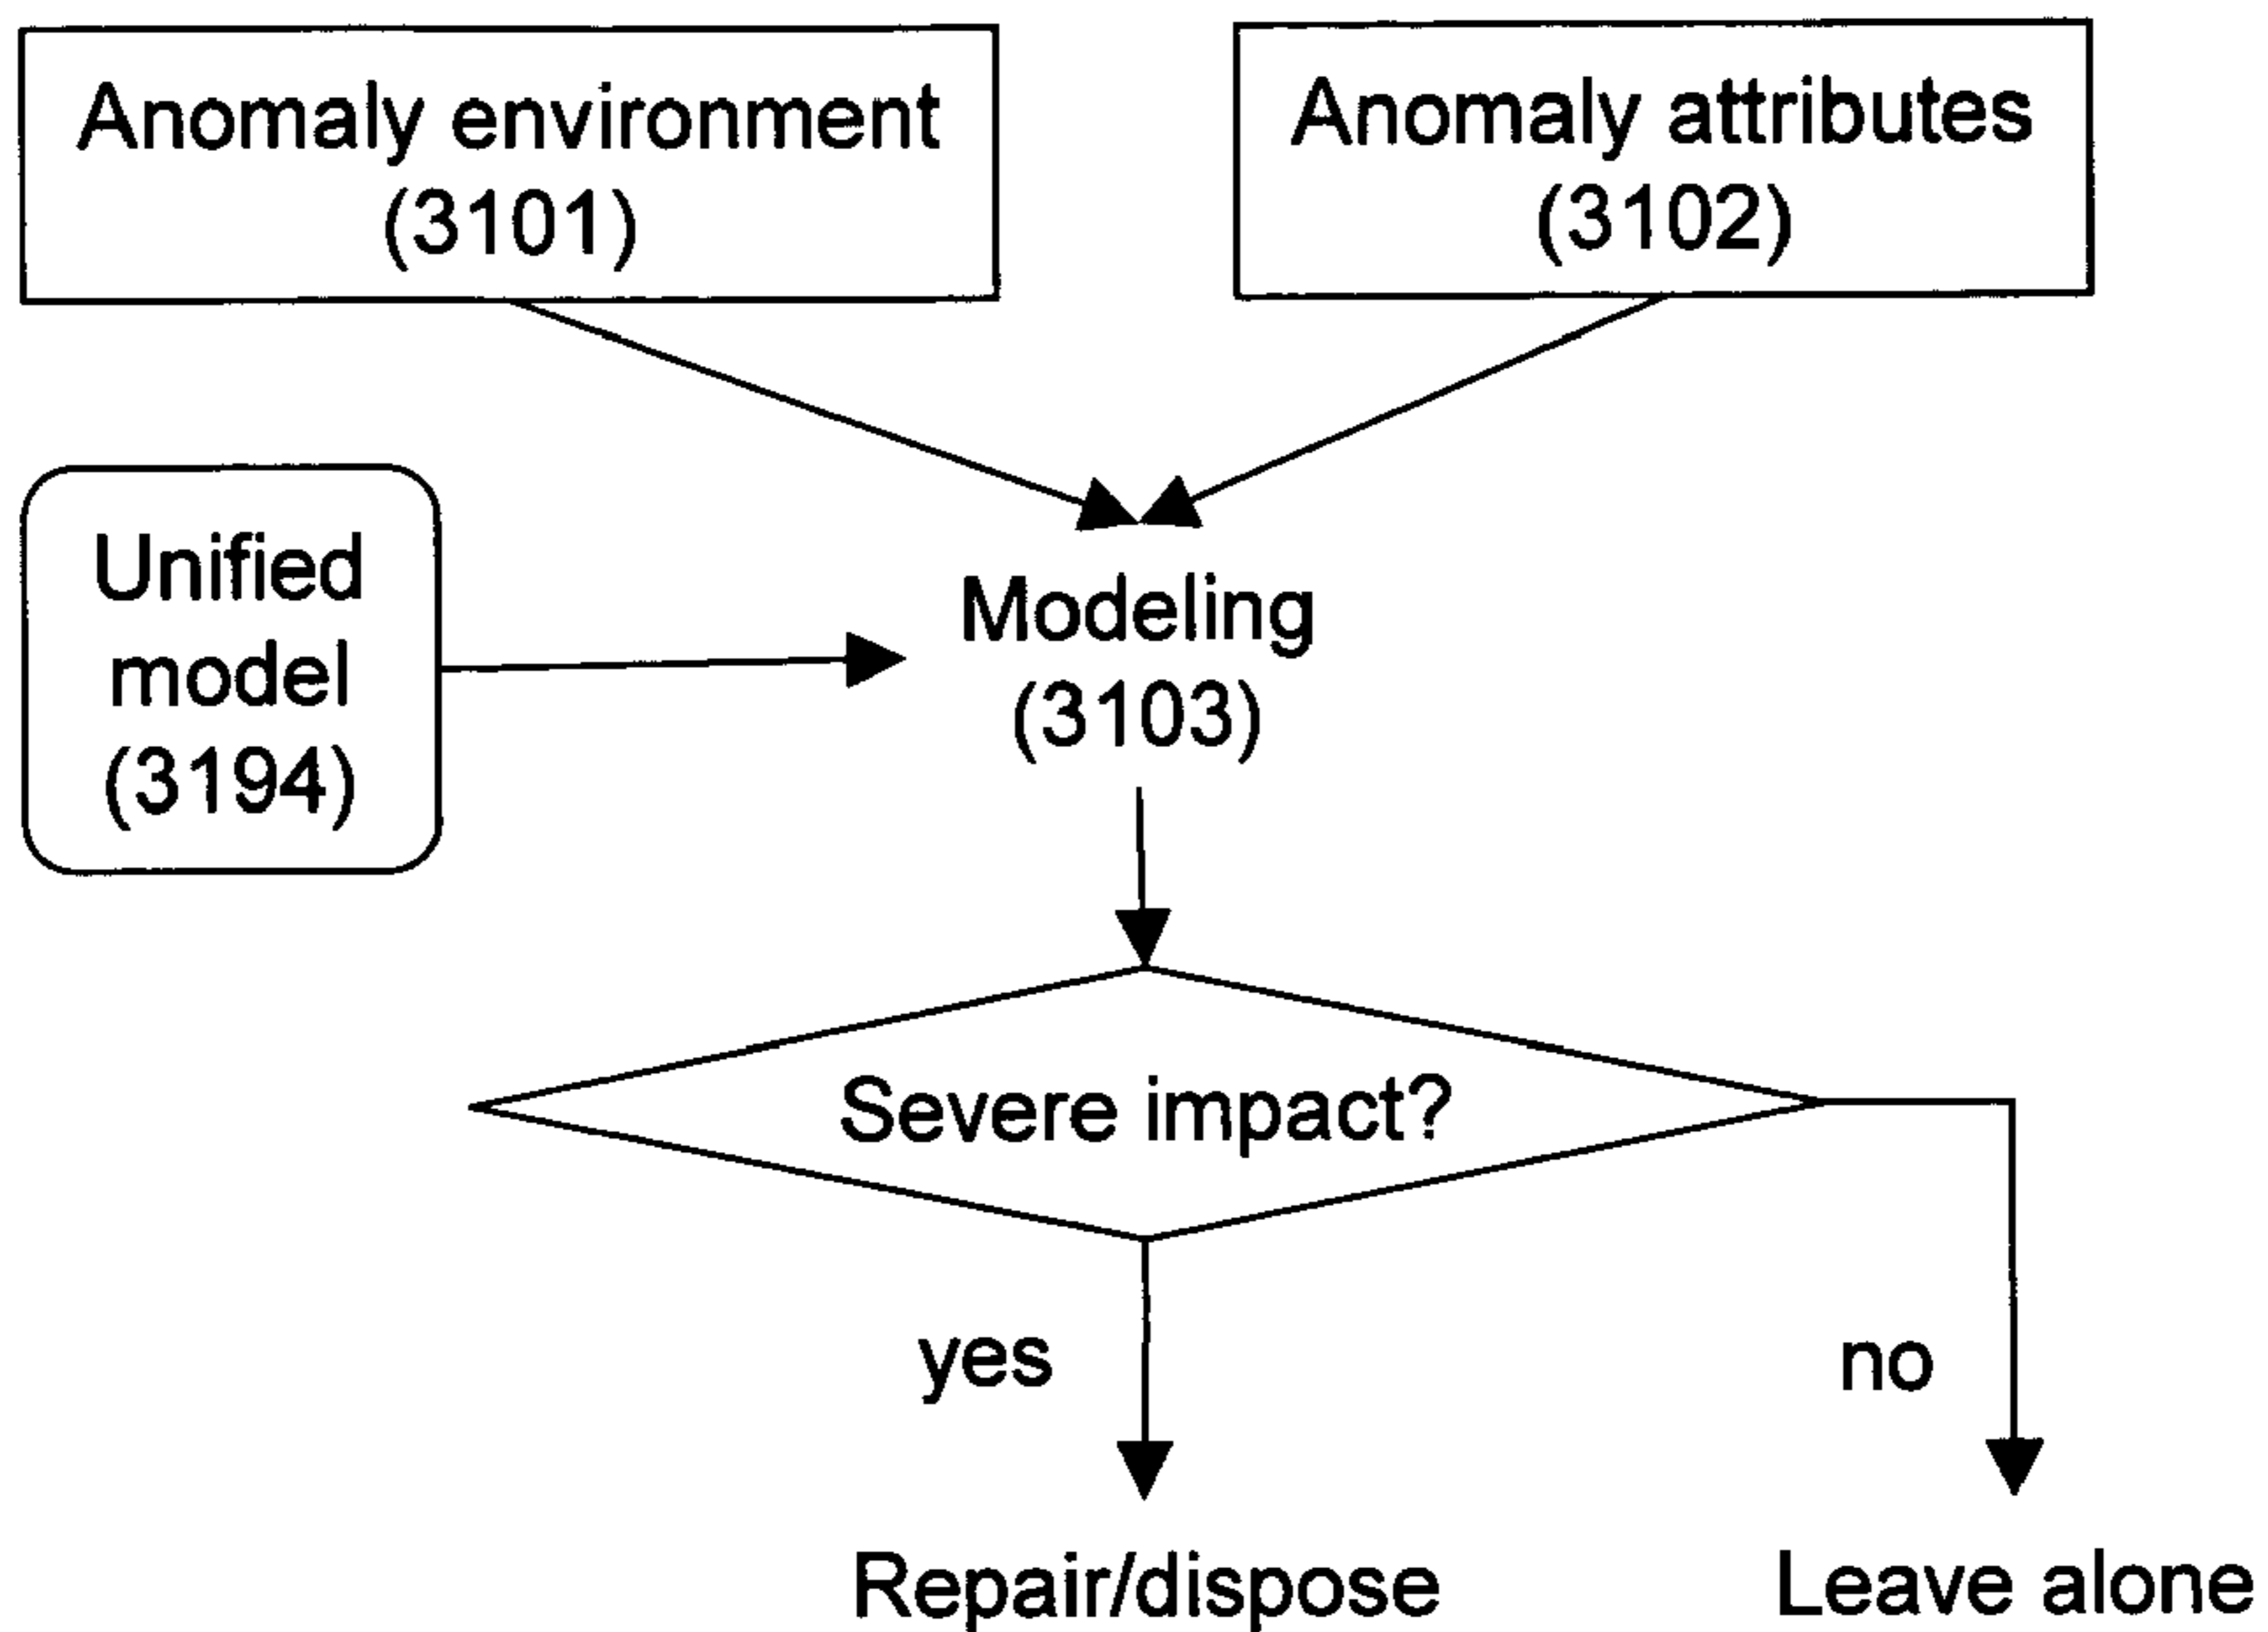 Anomaly environment
(3101)
Anomaly attributes
(3102)
Unified
model
(3194)
Modeling
(3103)
Severe impact?
yes
no
Repair/dispose
Leave alone